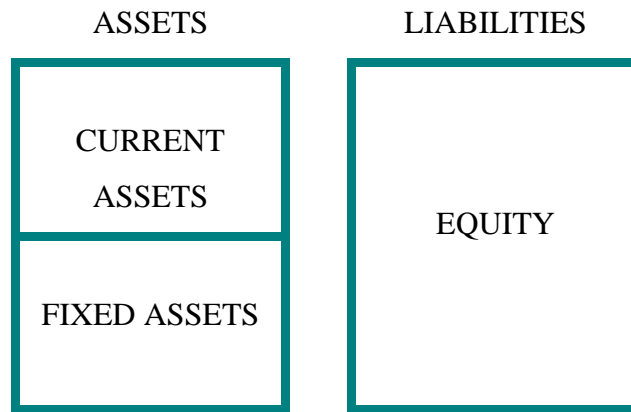 ASSETS
LIABILITIES
CURRENT
ASSETS
EQUITY
FIXED ASSETS